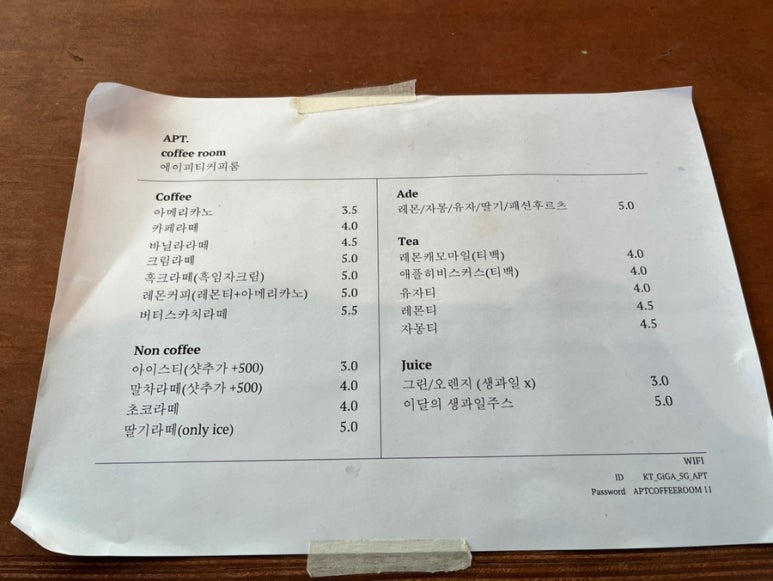 APT.
coffee room
에이피티커피룸
Coffee
아메리카노 3.5
카페라떼 4.0
바닐라라떼 4.5
크림라떼 5.0
흑크라떼(흑임자크림) 5.0
레몬커피(레몬티+아메리카노) 5.0
버터스카치라떼 5.5
Non coffee
아이스티(샷추가 +500) 3.0
말차라떼(샷추가 +500) 4.0
초코라떼 4.0
딸기라떼(only ice) 5.0
Ade
레몬/자몽/유자/딸기/패션후르츠 5.0
Tea
레몬캐모마일(티백) 4.0
애플히비스커스(티백) 4.0
유자티 4.0
레몬티 4.5
자몽티 4.5
Juice
그린/오렌지 (생과일 x) 3.0
이달의 생과일주스 5.0
WIFI
ID KT_GiGA_5G_APT
Password APTCOFFEEROOM 11